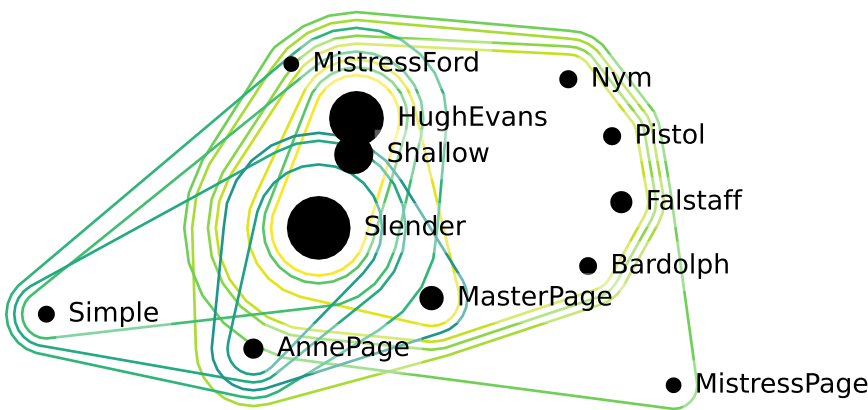 MistressFord
Nym
HughEvans
Pistol
Shallow
Falstaff
Slender
Bardolph
MasterPage
Simple
AnnePage
MistressPage